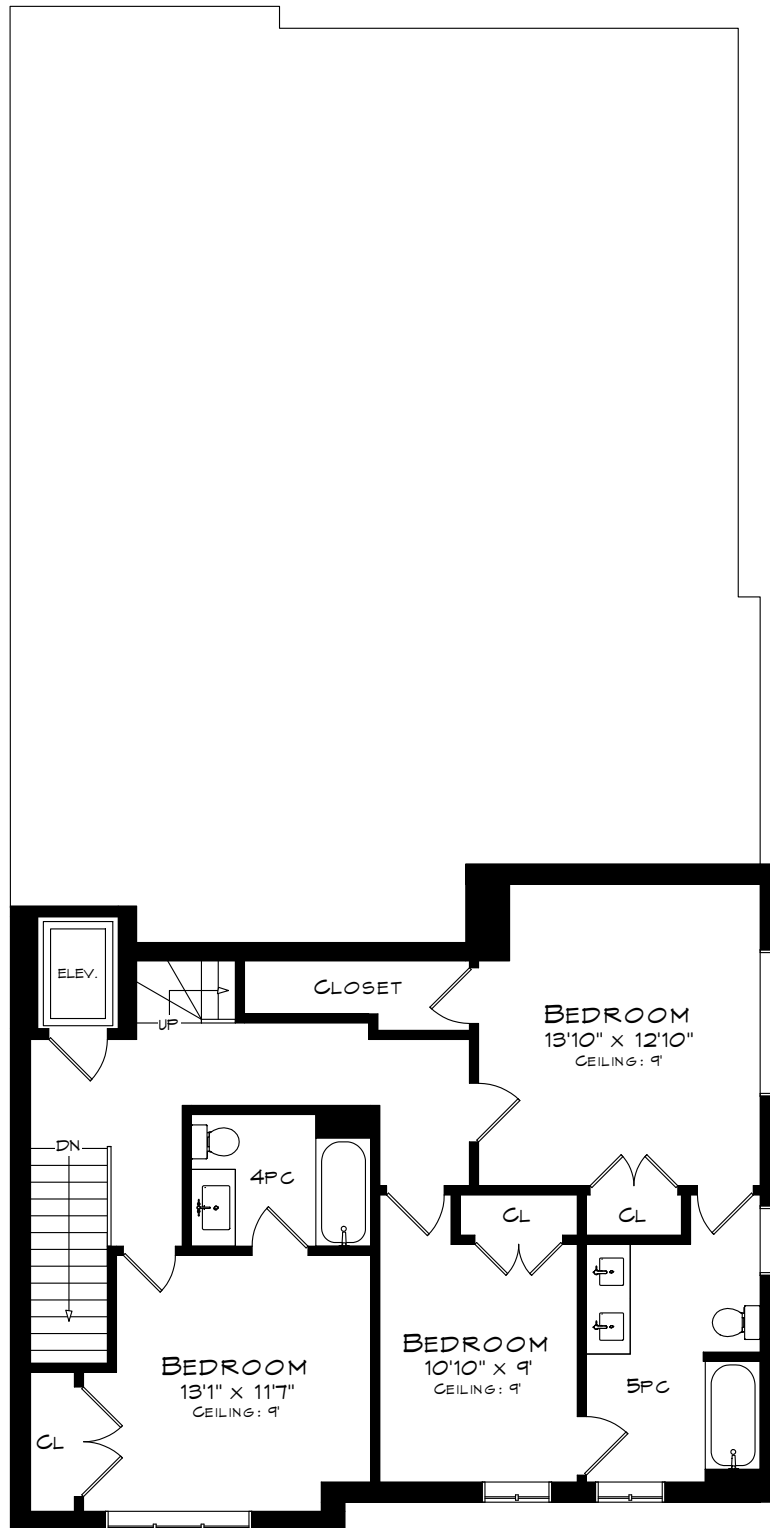 ELEV.
CLOSET
UP
BEDROOM
13'10" x 12'10"
CEILING: 9'
DN
4PC
CL
CL
BEDROOM
13'1" x 11'7"
CEILING: 9'
BEDROOM
10'10" x 9'
CEILING: 9'
5PC
CL